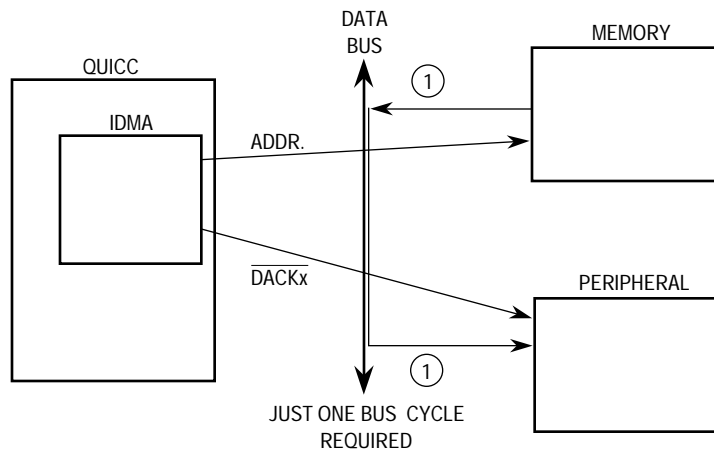 DATA
BUS
MEMORY
QUICC
1
IDMA
ADDR.
DACKx
PERIPHERAL
1
JUST ONE BUS CYCLE
REQUIRED